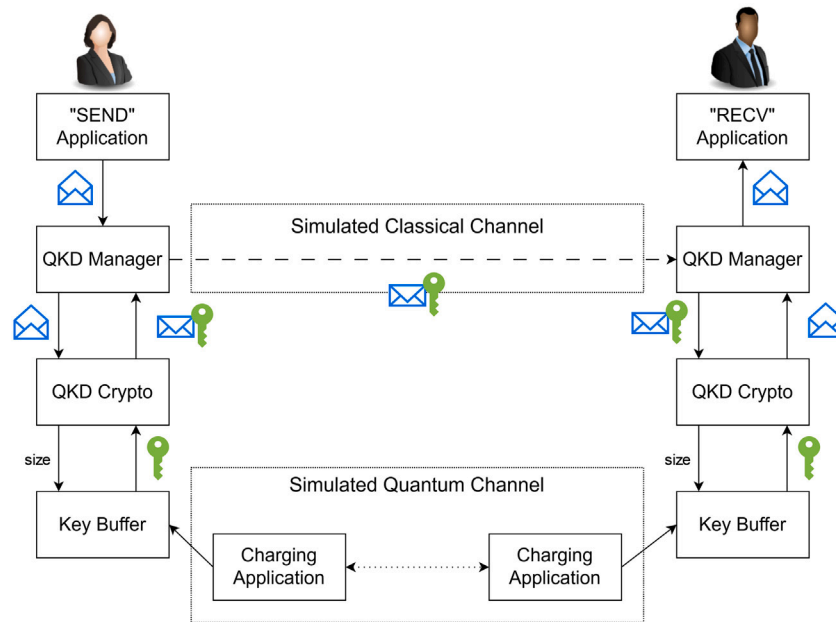 "SEND"
Application
"RECV"
Application
Simulated Classical Channel
QKD Manager
QKD Manager
QKD Crypto
QKD Crypto
size
size
Simulated Quantum Channel
Key Buffer
Key Buffer
Charging
Application
Charging
Application